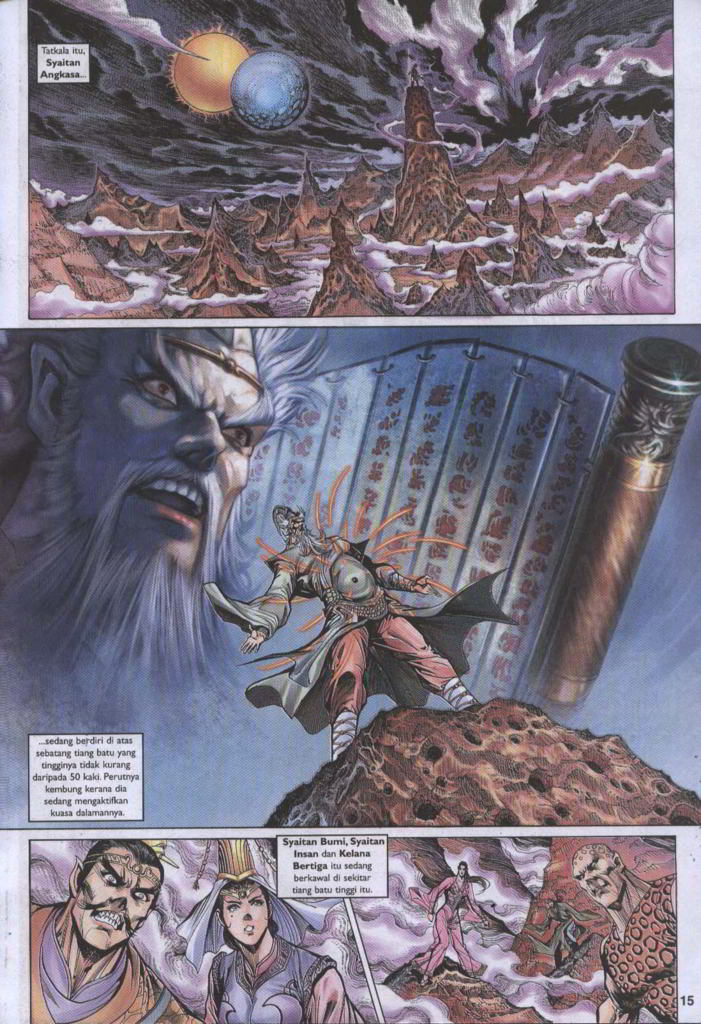 Tatkala itu,
Syaitan
Angkasa...
...sedang berdiri di atas
sebatang tiang batu yang
tingginya tidak kurang
daripada 50 kaki. Perutnya
kembung kerana dia
sedang mengaktifkan
kuasa dalamannya.
Syaitan Bumi, Syaitan
Insan dan Kelana
Bertiga itu sedang
berkawal di sekitar
tiang batu tinggi itu.
15